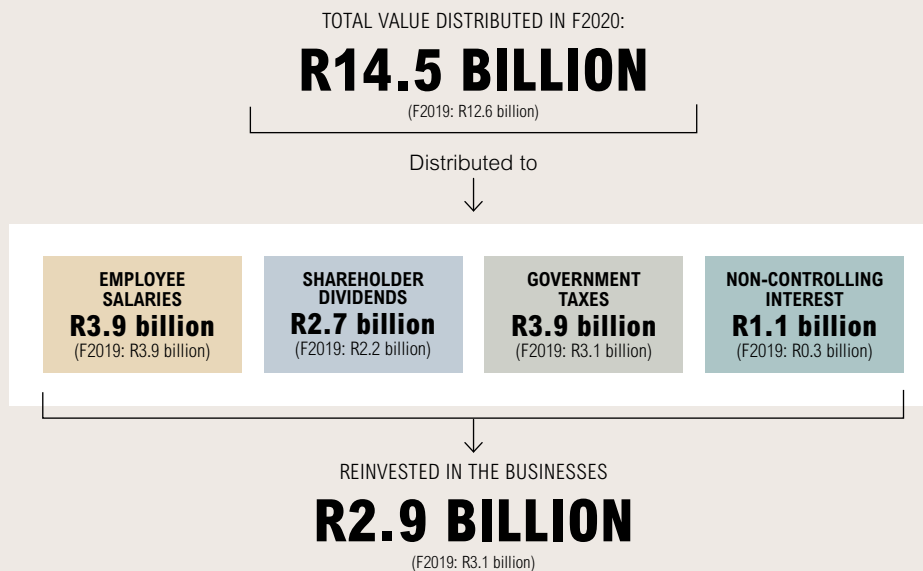 TOTAL VALUE DISTRIBUTED IN F2020:
R14.5 BILLION
(F2019: R12.6 billion)
Distributed to
EMPLOYEE
SALARIES
R3.9 billion
(F2019: R3.9 billion)
SHAREHOLDER
DIVIDENDS
R2.7 billion
(F2019: R2.2 billion)
GOVERNMENT
TAXES
R3.9 billion
(F2019: R3.1 billion)
NON-CONTROLLING
INTEREST
R1.1 billion
(F2019: R0.3 billion)
REINVESTED IN THE BUSINESSES
R2.9 BILLION
(F2019: R3.1 billion)